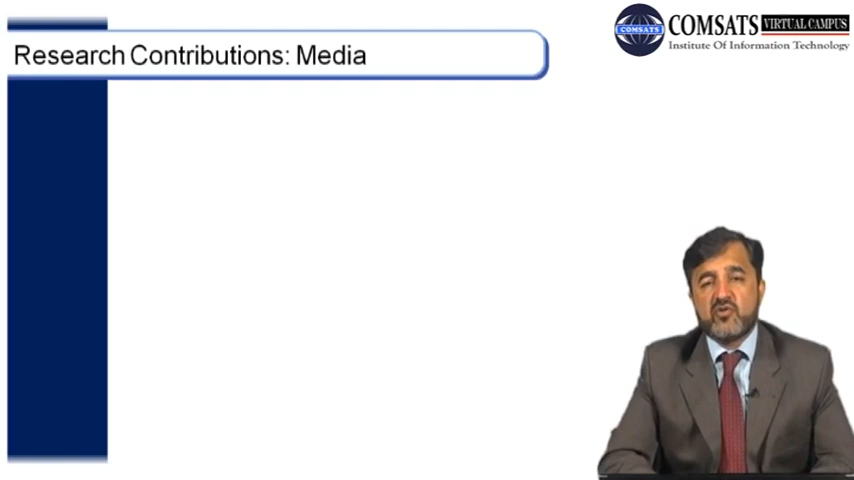 Research Contributions: Media
COMSATS
COMSATS VIRTUAL CAMPUS
Institute Of Information Technology